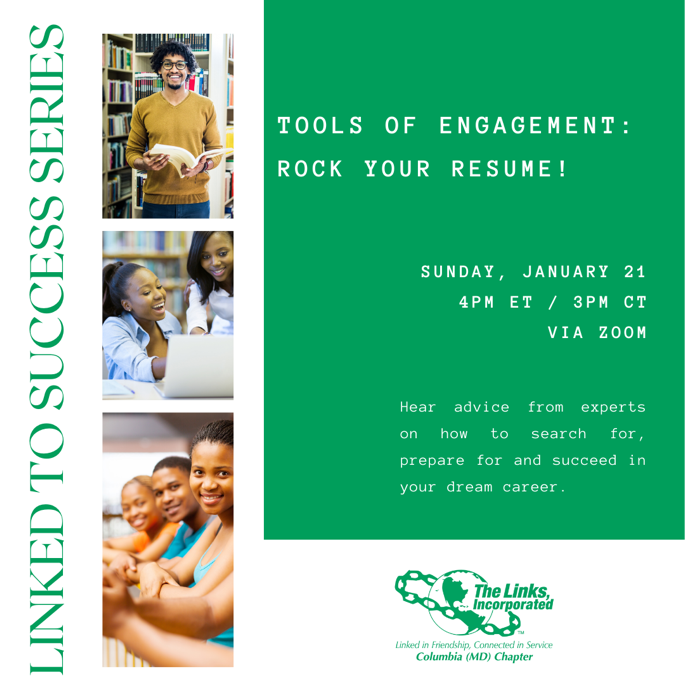 LINKED TO SUCCESS SERIES
TOOLS OF ENGAGEMENT:
ROCK YOUR RESUME!
SUNDAY, JANUARY 21
4PM ET / 3PM CT
VIA ZOOM
Hear advice from experts
on how to search for,
prepare for and succeed in
your dream career.
The Links,
Incorporated
TM
Linked in Friendship, Connected in Service
Columbia (MD) Chapter